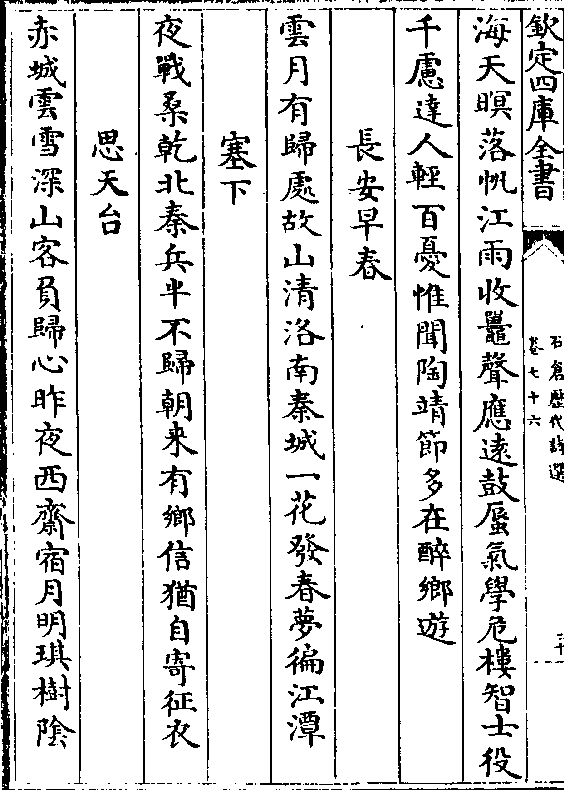 欽定四庫全書
石倉歷代詩選
卷七十六
二十
海天暝落帆江雨收鼉聲應遠鼓蜃氣學危樓智士役
千慮達人輕百憂惟聞陶靖節多在醉鄉遊
長安早春
雲月有歸處故山清洛南秦城一花發春夢徧江潭
塞下
夜戰桑乾北秦兵半不歸朝来有鄉信猶自寄征衣
思天台
赤城雲雪深山客負歸心昨夜西齋宿月明琪樹陰